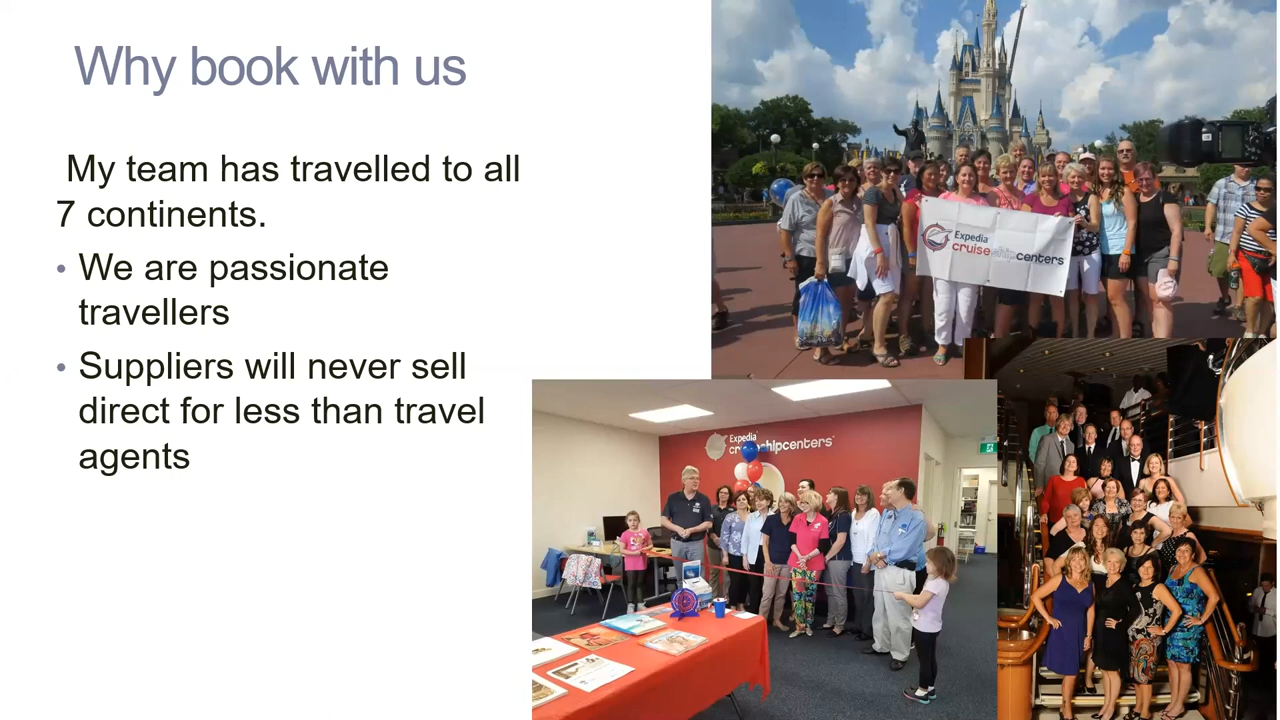 Why book with us
My team has travelled to all
7 continents.
• We are passionate
travellers
• Suppliers will never sell
direct for less than travel
agents
Expedia
cruiseshipcenters
Expedia
cruiseshipcenters